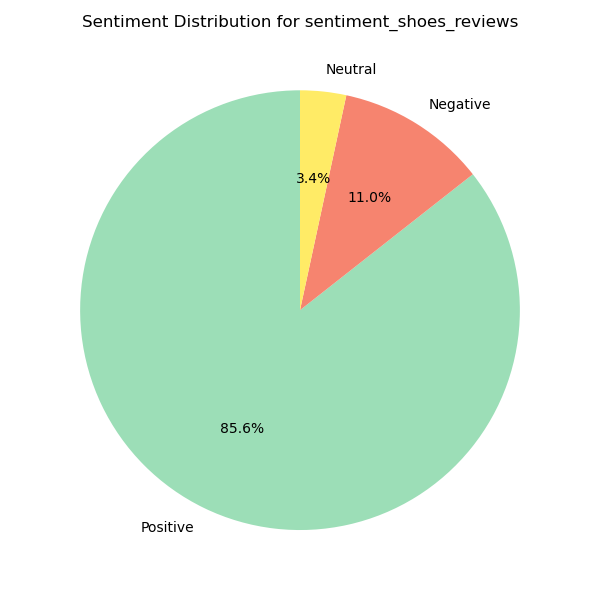 Sentiment Distribution for sentiment_shoes_reviews
Neutral
Negative
3.4%
11.0%
85.6%
Positive